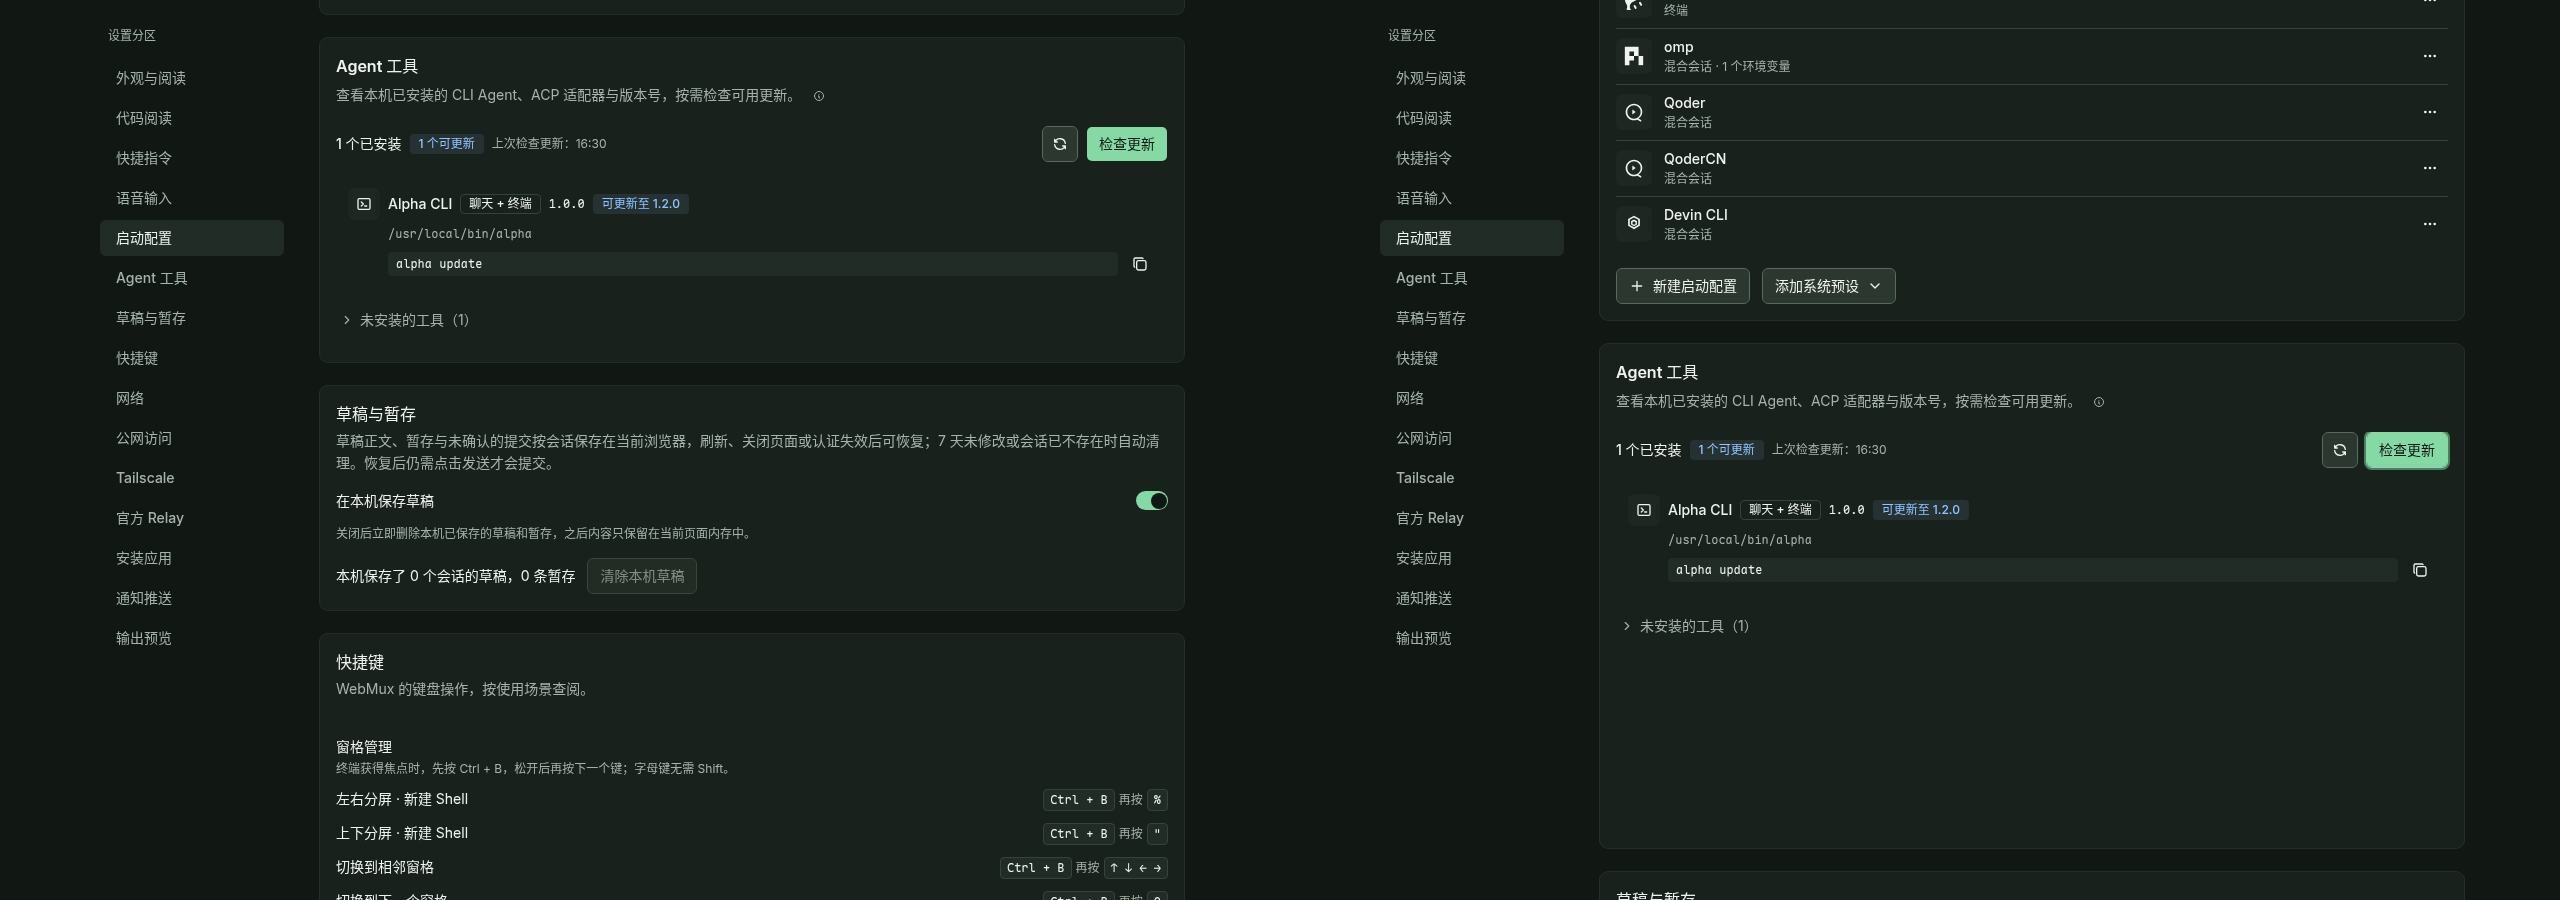 设置分区
外观与阅读
代码阅读
快捷指令
语音输入
启动配置
Agent 工具
草稿与暂存
快捷键
网络
公网访问
Tailscale
官方 Relay
安装应用
通知推送
输出预览
Agent 工具
查看本机已安装的 CLI Agent、ACP 适配器与版本号，按需检查可用更新。
1 个已安装 1 个可更新 上次检查更新：16:30 检查更新
Alpha CLI 聊天 + 终端 1.0.0 可更新至 1.2.0
/usr/local/bin/alpha
alpha update
未安装的工具（1）
草稿与暂存
草稿正文、暂存与未确认的提交按会话保存在当前浏览器，刷新、关闭页面或认证失效后可恢复；7 天未修改或会话已不存在时自动清
理。恢复后仍需点击发送才会提交。
在本机保存草稿
关闭后立即删除本机已保存的草稿和暂存，之后内容只保留在当前页面内存中。
本机保存了 0 个会话的草稿，0 条暂存 清除本机草稿
快捷键
WebMux 的键盘操作，按使用场景查阅。
窗格管理
终端获得焦点时，先按 Ctrl + B，松开后再按下一个键；字母键无需 Shift。
左右分屏 · 新建 Shell Ctrl + B 再按 %
上下分屏 · 新建 Shell Ctrl + B 再按 "
切换到相邻窗格 Ctrl + B 再按 ↑ ↓ ← →
切换到下一个窗格 Ctrl + B 再按
设置分区
外观与阅读
代码阅读
快捷指令
语音输入
启动配置
Agent 工具
草稿与暂存
快捷键
网络
公网访问
Tailscale
官方 Relay
安装应用
通知推送
输出预览
终端
omp
混合会话 · 1 个环境变量
Qoder
混合会话
QoderCN
混合会话
Devin CLI
混合会话
新建启动配置 添加系统预设
Agent 工具
查看本机已安装的 CLI Agent、ACP 适配器与版本号，按需检查可用更新。
1 个已安装 1 个可更新 上次检查更新：16:30 检查更新
Alpha CLI 聊天 + 终端 1.0.0 可更新至 1.2.0
/usr/local/bin/alpha
alpha update
未安装的工具（1）
草稿与暂存